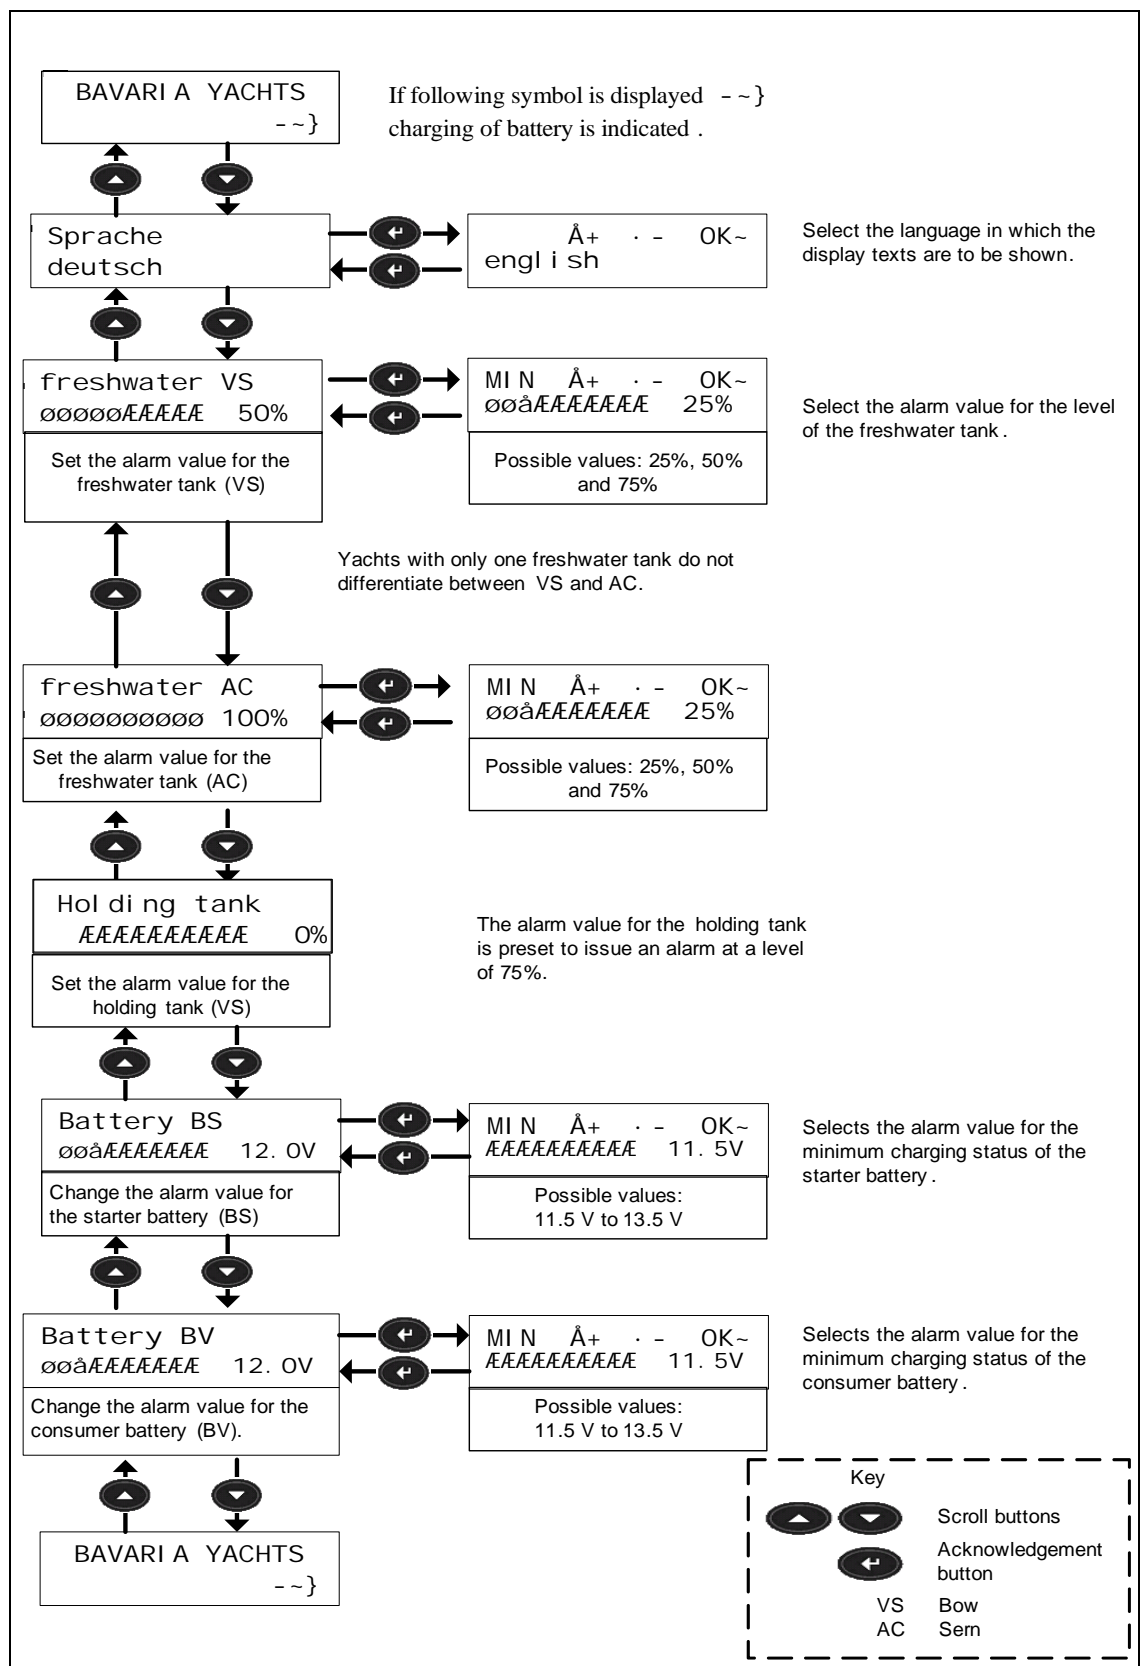 BAVARIA YACHTS
–~}
If following symbol is displayed –~}
charging of battery is indicated .
Sprache
deutsch
Å+ ·– OK~
english
Select the language in which the
display texts are to be shown.
freshwater VS
øøøøøÆÆÆÆÆ 50%
Set the alarm value for the
freshwater tank (VS)
MIN Å+ ·– OK~
øøåÆÆÆÆÆÆÆ 25%
Possible values: 25%, 50%
and 75%
Select the alarm value for the level
of the freshwater tank .
Yachts with only one freshwater tank do not
differentiate between VS and AC.
freshwater AC
øøøøøøøøøø 100%
Set the alarm value for the
freshwater tank (AC)
MIN Å+ ·– OK~
øøåÆÆÆÆÆÆÆ 25%
Possible values: 25%, 50%
and 75%
Holding tank
ÆÆÆÆÆÆÆÆÆÆ 0%
Set the alarm value for the
holding tank (VS)
The alarm value for the holding tank
is preset to issue an alarm at a level
of 75%.
Battery BS
øøåÆÆÆÆÆÆÆ 12.0V
Change the alarm value for
the starter battery (BS)
MIN Å+ ·– OK~
ÆÆÆÆÆÆÆÆÆÆ 11.5V
Possible values:
11.5 V to 13.5 V
Selects the alarm value for the
minimum charging status of the
starter battery .
Battery BV
øøåÆÆÆÆÆÆÆ 12.0V
Change the alarm value for the
consumer battery (BV).
MIN Å+ ·– OK~
ÆÆÆÆÆÆÆÆÆÆ 11.5V
Possible values:
11.5 V to 13.5 V
Selects the alarm value for the
minimum charging status of the
consumer battery .
BAVARIA YACHTS
–~}
Key
Scroll buttons
Acknowledgement
button
VS Bow
AC Sern